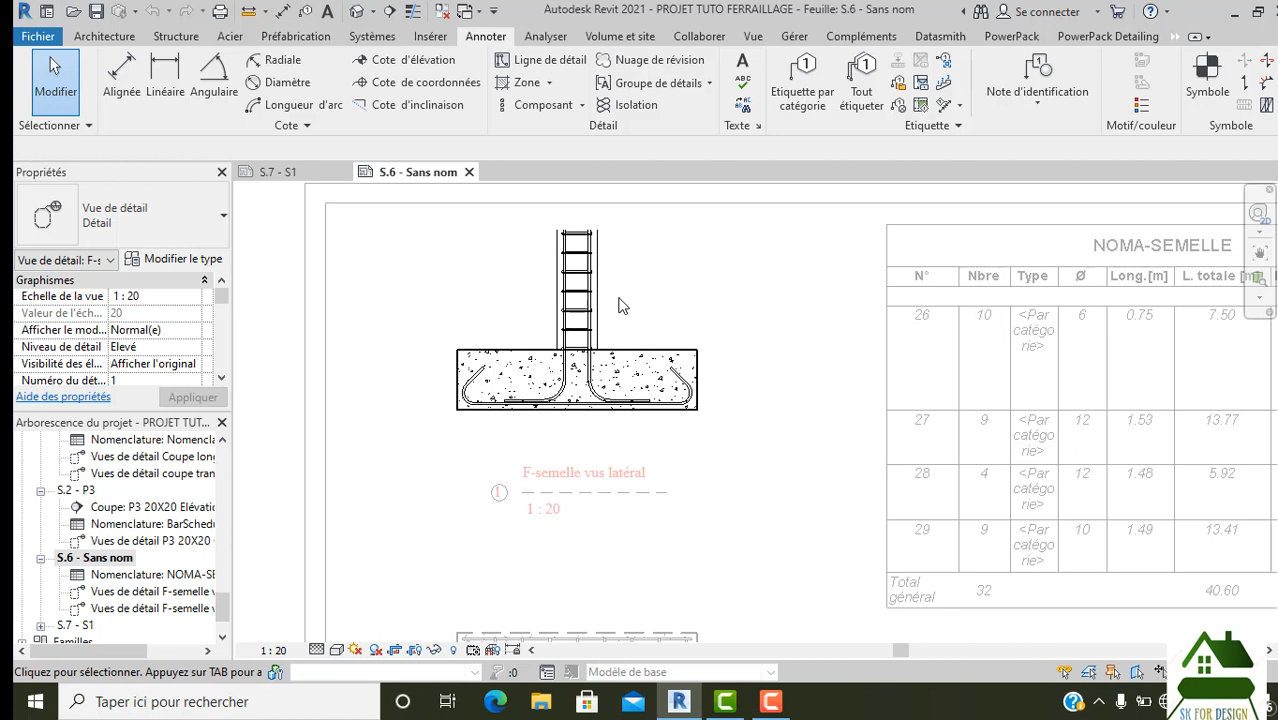 Autodesk Revit 2021 - PROJET TUTO FERRAILLAGE - Feuille: S.6 - Sans nom
Se connecter
Fichier Architecture Structure Acier Préfabrication Systèmes Insérer Annoter Analyser Volume et site Collaborer Vue Gérer Compléments Datasmith PowerPack PowerPack Detailing
Modifier
Alignée Linéaire Angulaire
Radiale
Diamètre
Longueur d'arc
Cote d'élévation
Cote de coordonnées
Cote d'inclinaison
Ligne de détail
Zone
Composant
Nuage de révision
Groupe de détails
Isolation
A
ABC
Etiquette par catégorie
Tout étiqueter
Note d'identification
Symbole
Sélectionner Cote Détail Texte Etiquette Motif/couleur Symbole
Propriétés
S.7 - S1
S.6 - Sans nom
Vue de détail
Détail
Vue de détail: F-s
Modifier le type
Graphismes
Echelle de la vue 1 : 20
Valeur de l'éch... 20
Afficher le mod... Normal(e)
Niveau de détail Elevé
Visibilité des él... Afficher l'original
Numéro du dét... 1
Aide des propriétés Appliquer
Arborescence du projet - PROJET TUT...
Nomenclature: Nomencla
Vues de détail Coupe long
Vues de détail coupe tran
S.2 - P3
Coupe: P3 20X20 Elévatio
Nomenclature: BarSchedu
Vues de détail P3 20X20 C
S.6 - Sans nom
Nomenclature: NOMA-SE
Vues de détail F-semelle v
Vues de détail F-semelle v
S.7 - S1
Familles
F-semelle vus latéral
1
1 : 20
2D
NOMA-SEMELLE
N° Nbre Type Ø Long.[m] L. totale [m]
26 10 <Par catégorie> 6 0.75 7.50
27 9 <Par catégorie> 12 1.53 13.77
28 4 <Par catégorie> 12 1.48 5.92
29 9 <Par catégorie> 10 1.49 13.41
Total général 32 40.60
1 : 20
Cliquez pour sélectionner. Appuyez sur TAB pour a
:0
Modèle de base
Taper ici pour rechercher
SK FOR DESIGN